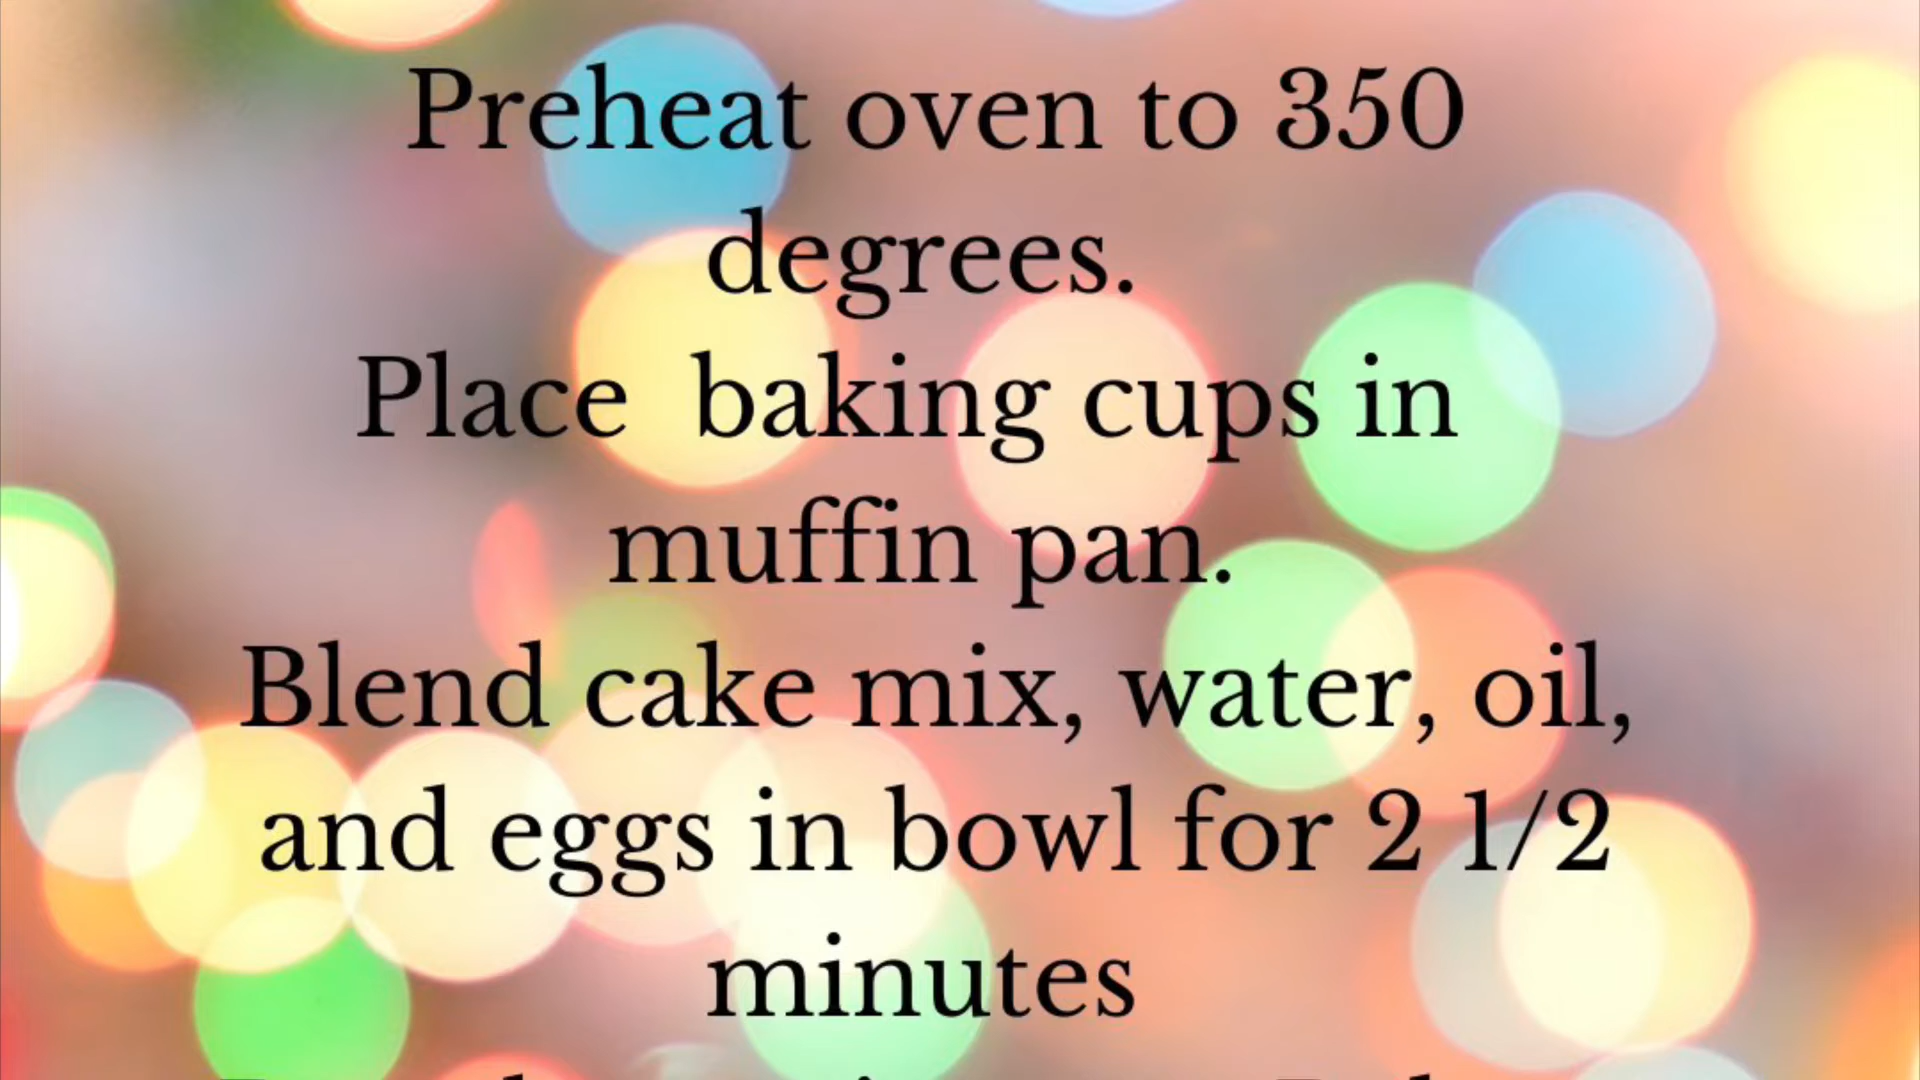 Preheat oven to 350
degrees.
Place  baking cups in
muffin pan.
Blend cake mix, water, oil,
and eggs in bowl for 2 1/2
minutes